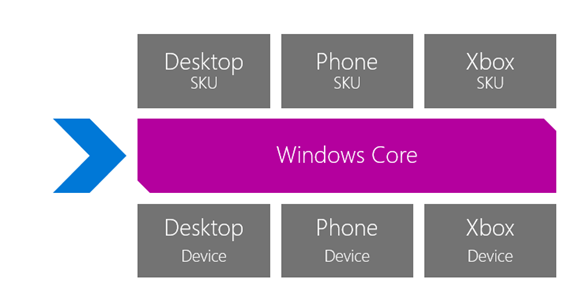 Desktop
SKU
Phone
SKU
Xbox
SKU
Windows Core
Desktop
Device
Phone
Device
Xbox
Device